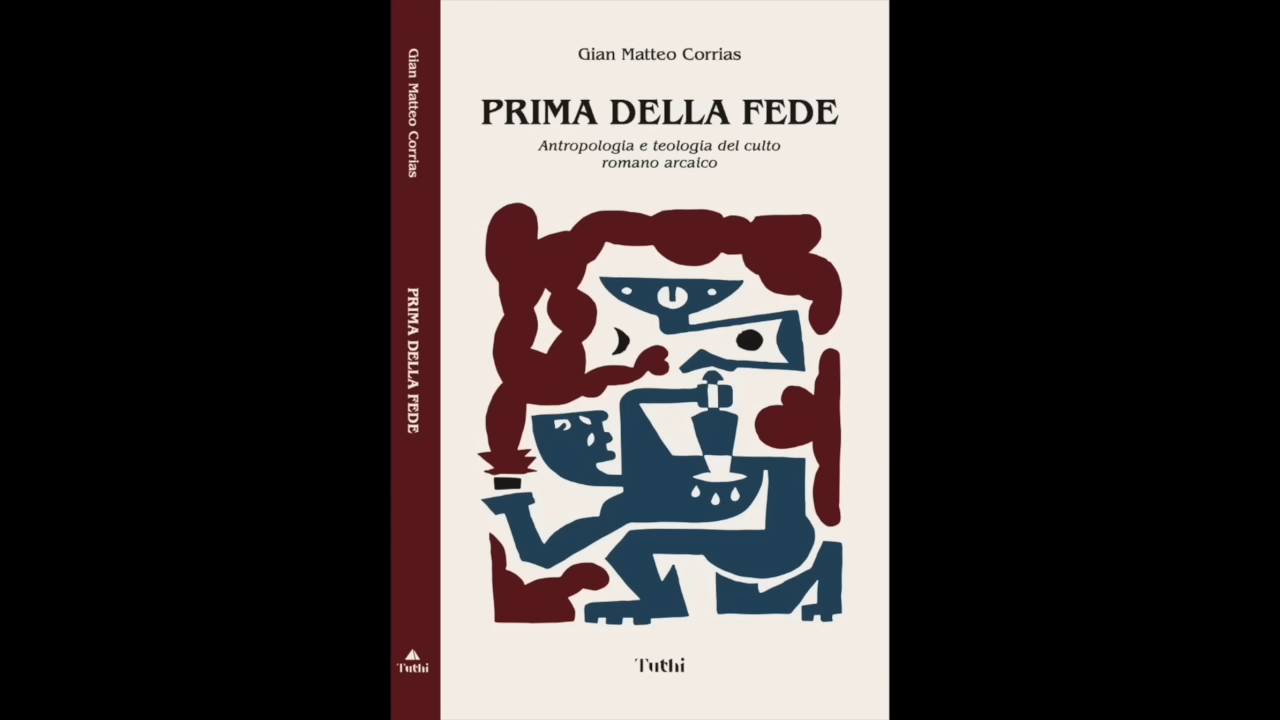 Gian Matteo Corrias
PRIMA DELLA FEDE
Tuthi
Gian Matteo Corrias
PRIMA DELLA FEDE
Antropologia e teologia del culto
romano arcaico
Tuthi